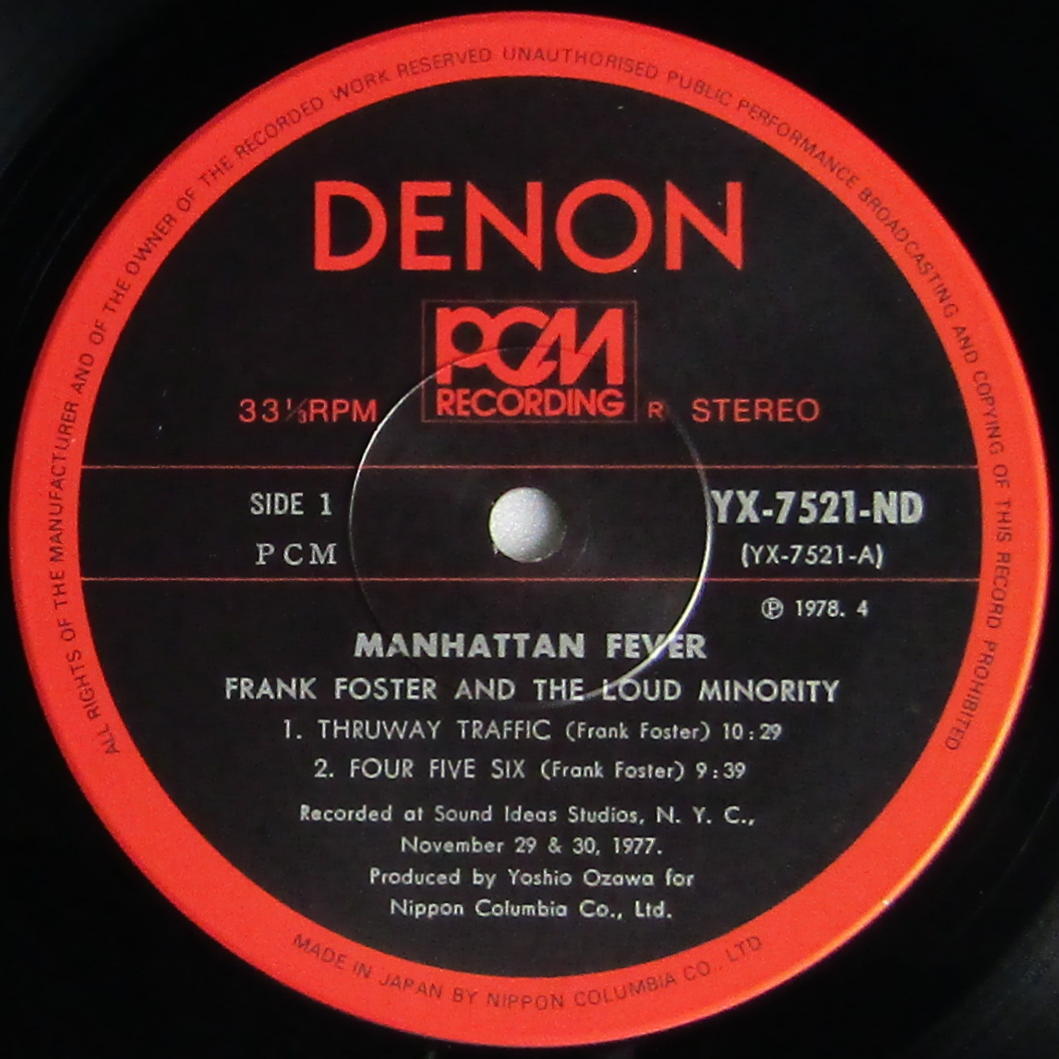 ALL RIGHTS OF THE MANUFACTURER AND OF THE OWNER OF THE RECORDED WORK RESERVED UNAUTHORISED PUBLIC PERFORMANCE BROADCASTING AND COPYING OF THIS RECORD PROHIBITED
DENON
PCM
RECORDING
33⅓RPM R STEREO
SIDE 1 YX-7521-ND
PCM (YX-7521-A)
℗ 1978. 4
MANHATTAN FEVER
FRANK FOSTER AND THE LOUD MINORITY
1. THRUWAY TRAFFIC (Frank Foster) 10:29
2. FOUR FIVE SIX (Frank Foster) 9:39
Recorded at Sound Ideas Studios, N. Y. C.,
November 29 & 30, 1977.
Produced by Yoshio Ozawa for
Nippon Columbia Co., Ltd.
MADE IN JAPAN BY NIPPON COLUMBIA CO., LTD